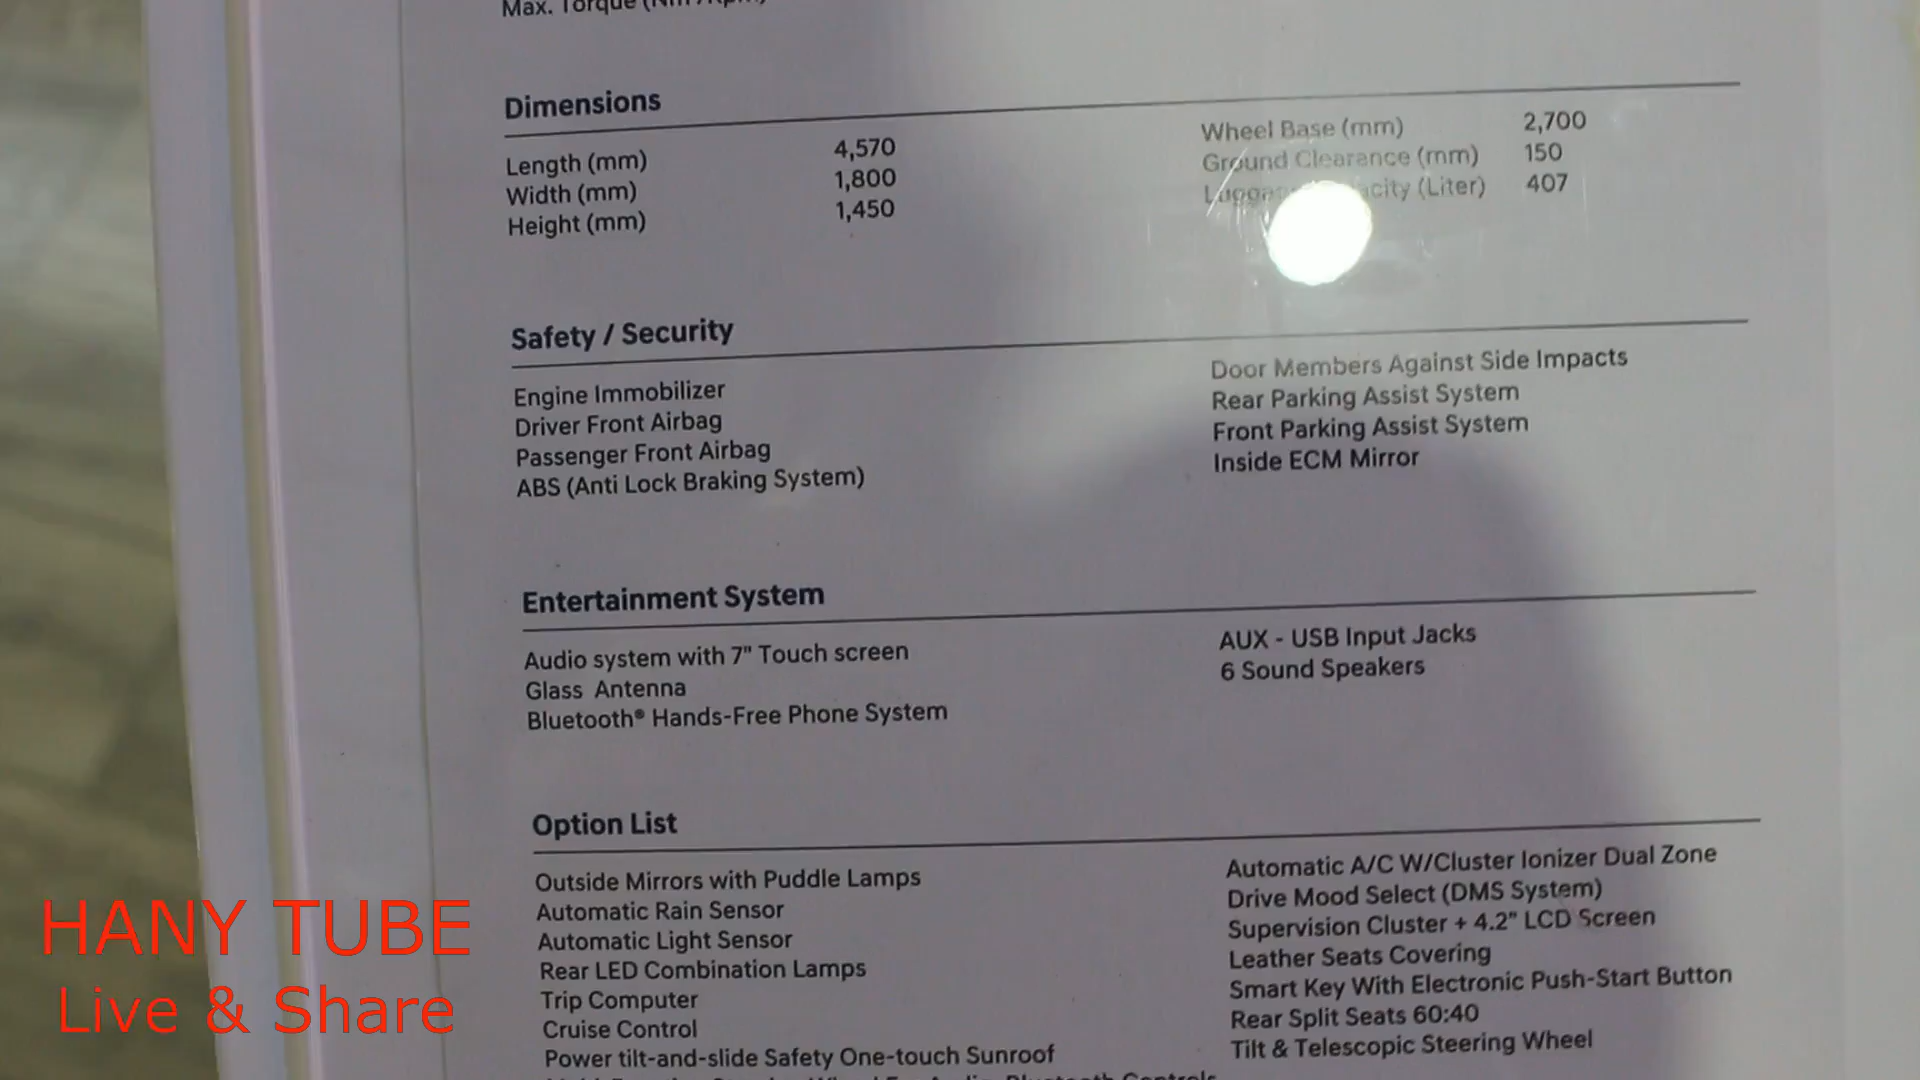 Max. Torque
Dimensions
Length (mm) 4,570
Width (mm) 1,800
Height (mm) 1,450
Wheel Base (mm) 2,700
Ground Clearance (mm) 150
(Liter) 407
Safety / Security
Engine Immobilizer
Driver Front Airbag
Passenger Front Airbag
ABS (Anti Lock Braking System)
Door Members Against Side Impacts
Rear Parking Assist System
Front Parking Assist System
Inside ECM Mirror
Entertainment System
Audio system with 7" Touch screen
Glass Antenna
Bluetooth® Hands-Free Phone System
AUX - USB Input Jacks
6 Sound Speakers
Option List
Outside Mirrors with Puddle Lamps
Automatic Rain Sensor
Automatic Light Sensor
Rear LED Combination Lamps
Trip Computer
Cruise Control
Power tilt-and-slide Safety One-touch Sunroof
Automatic A/C W/Cluster Ionizer Dual Zone
Drive Mood Select (DMS System)
Supervision Cluster + 4.2" LCD Screen
Leather Seats Covering
Smart Key With Electronic Push-Start Button
Rear Split Seats 60:40
Tilt & Telescopic Steering Wheel
HANY TUBE
Live & Share